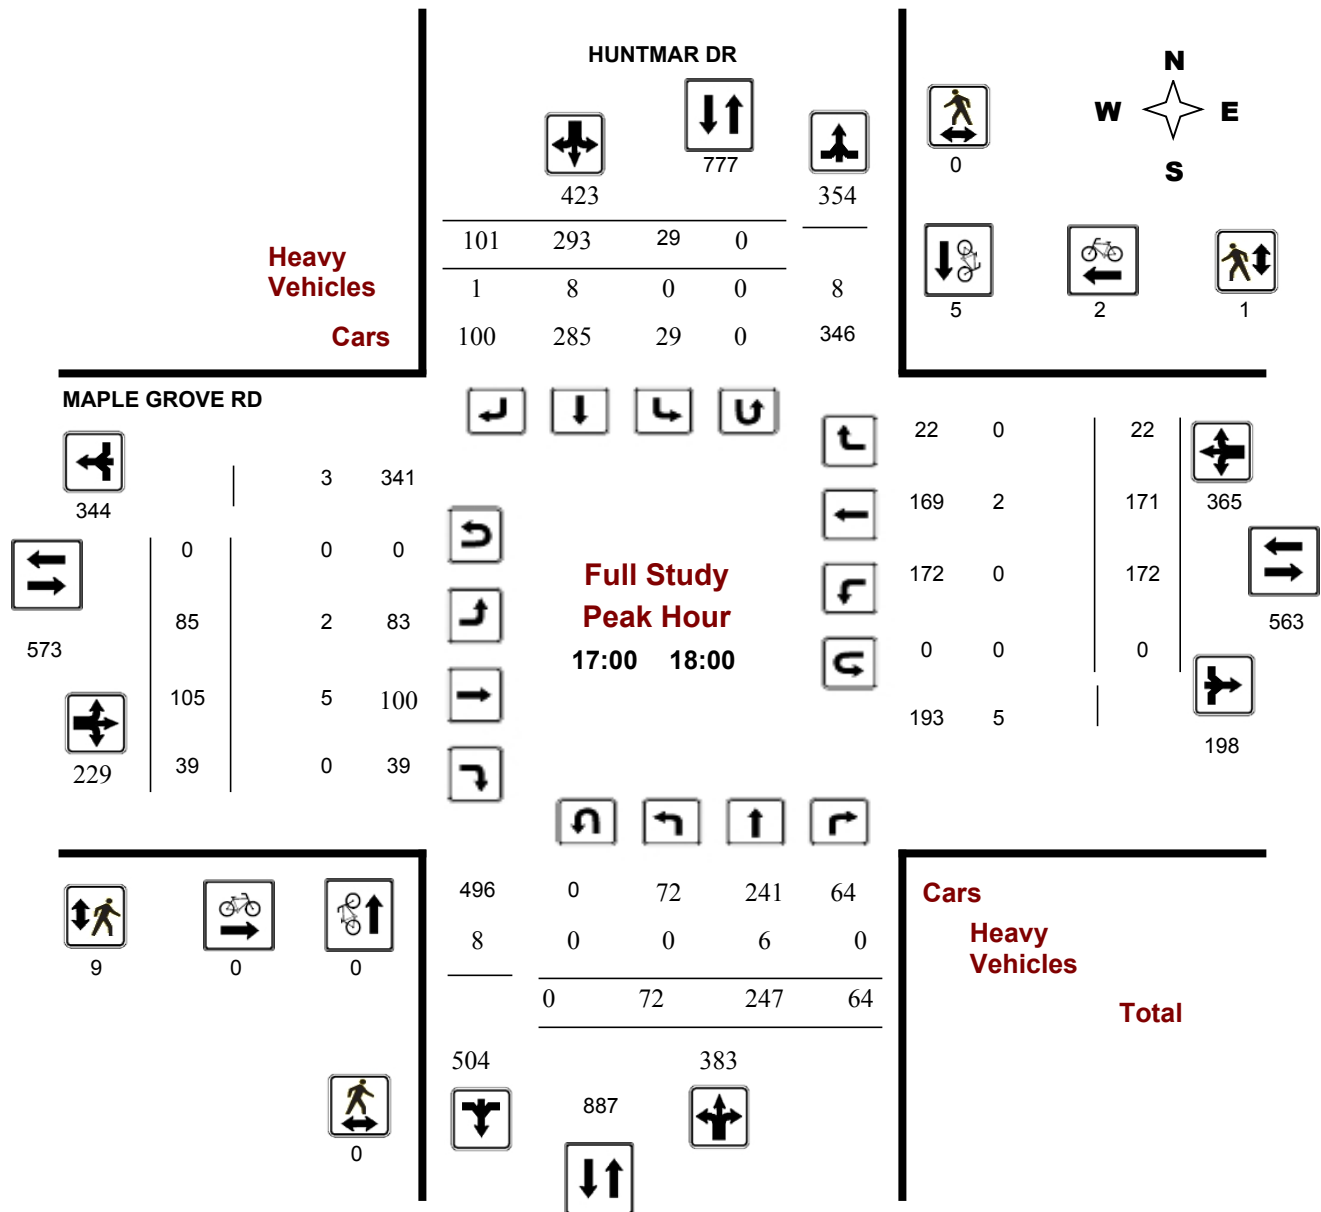 HUNTMAR DR
N
W E
S
777
423 354
0
101 293 29 0
Heavy
Vehicles 1 8 0 0 8
Cars 100 285 29 0 346
5 2 1
MAPLE GROVE RD
22 0 22
3 341
344
169 2 171 365
0 0 0
Full Study
172 0 172
Peak Hour
85 2 83
573
563
17:00 18:00
0 0 0
105 5 100
193 5
198
229 39 0 39
496 0 72 241 64
Cars
8 0 0 6 0
Heavy
Vehicles
9 0 0
0 72 247 64
Total
504 383
887
0